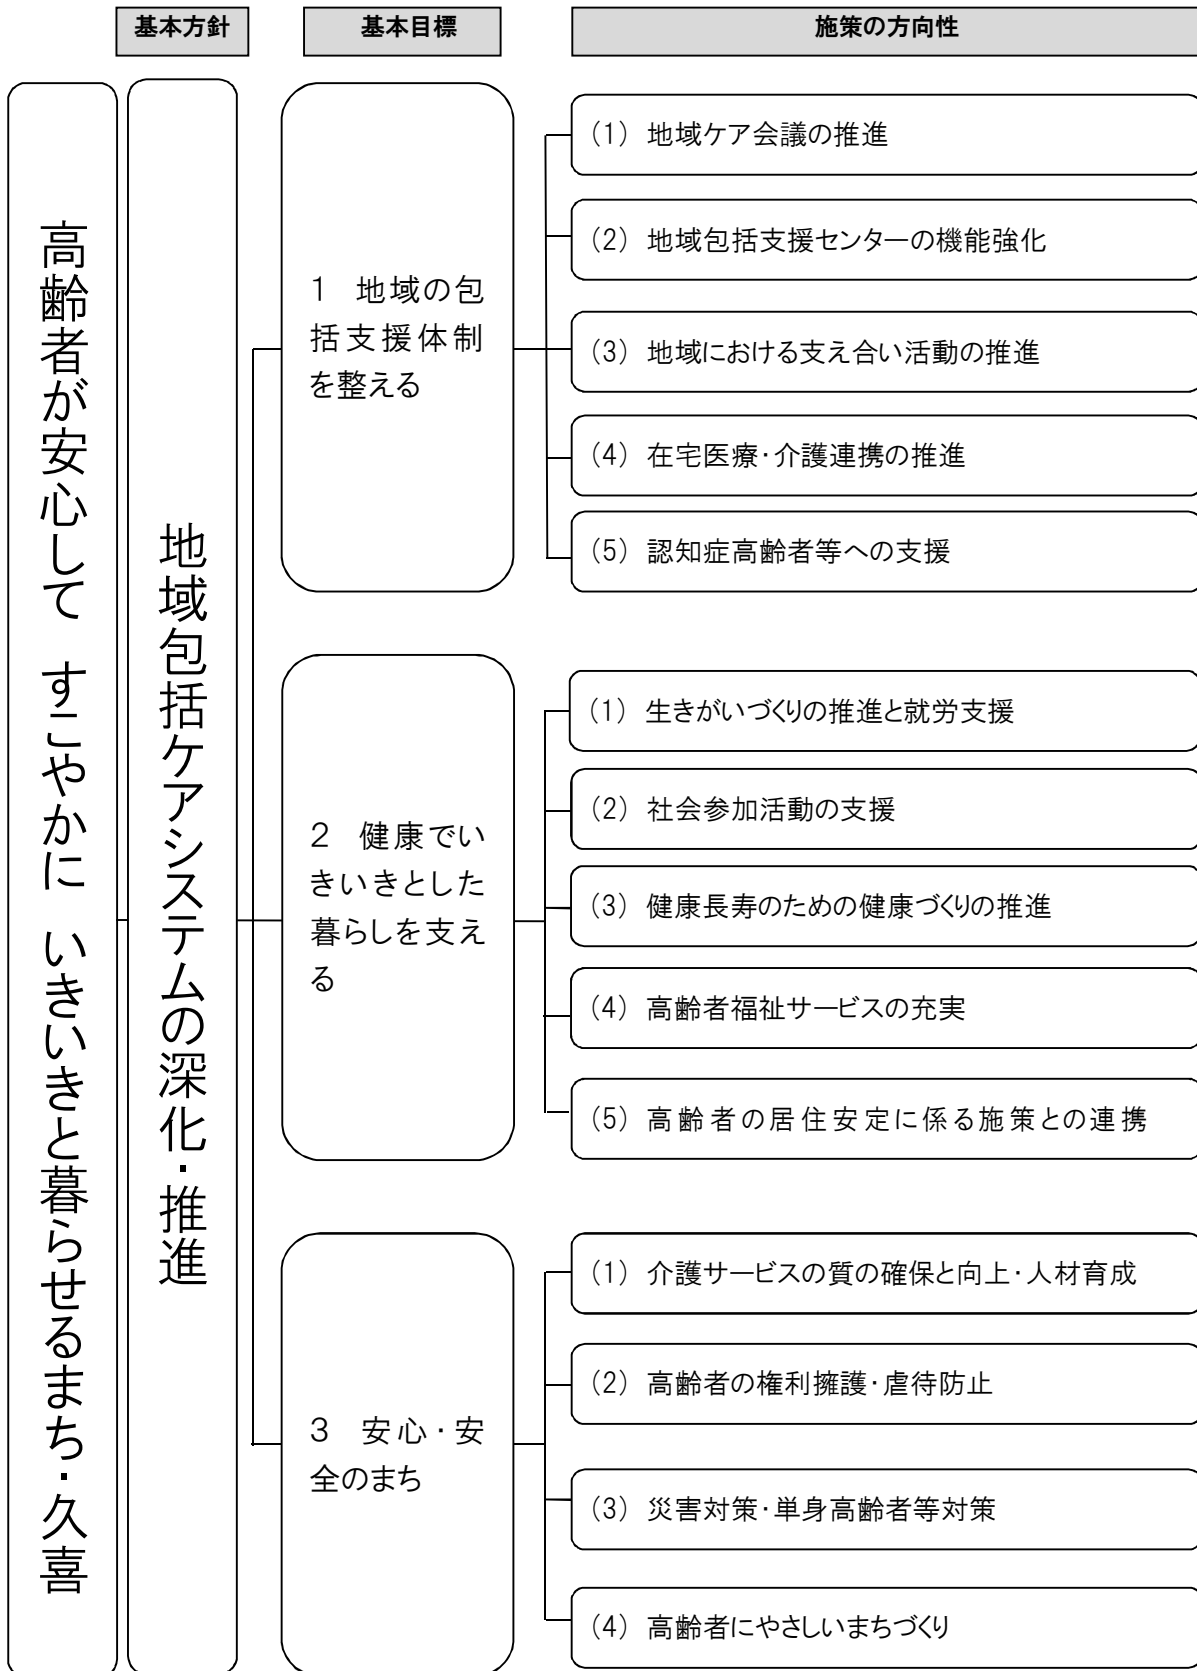 基本方針
基本目標
施策の方向性
高齢者が安心して　すこやかに　いきいきと暮らせるまち・久喜
地域包括ケアシステムの深化・推進
1　地域の包
括支援体制
を整える
(1) 地域ケア会議の推進
(2) 地域包括支援センターの機能強化
(3) 地域における支え合い活動の推進
(4) 在宅医療・介護連携の推進
(5) 認知症高齢者等への支援
2　健康でい
きいきとした
暮らしを支え
る
(1) 生きがいづくりの推進と就労支援
(2) 社会参加活動の支援
(3) 健康長寿のための健康づくりの推進
(4) 高齢者福祉サービスの充実
(5) 高齢者の居住安定に係る施策との連携
3　安心・安
全のまち
(1) 介護サービスの質の確保と向上・人材育成
(2) 高齢者の権利擁護・虐待防止
(3) 災害対策・単身高齢者等対策
(4) 高齢者にやさしいまちづくり